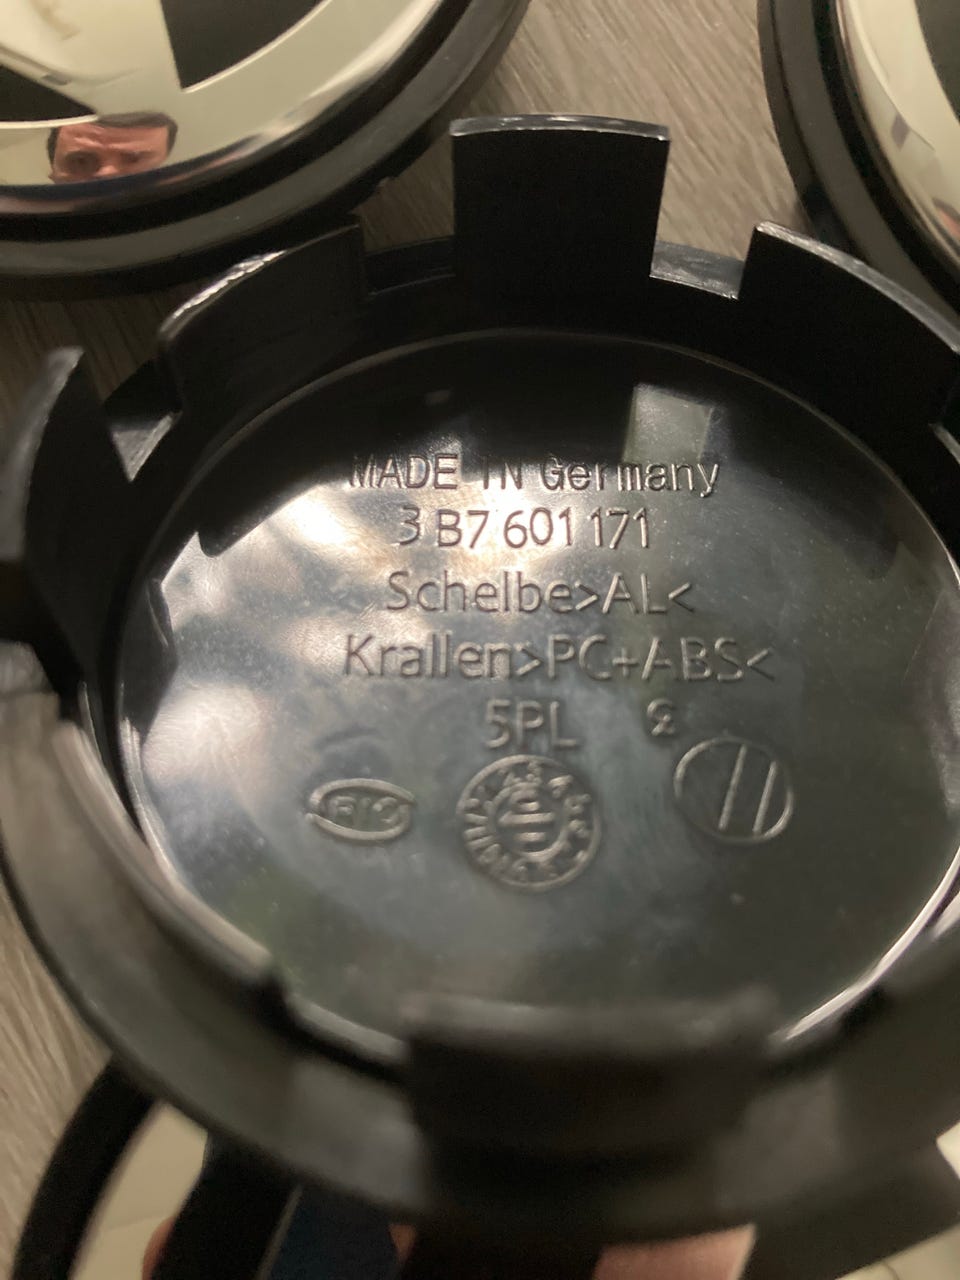 MADE IN Germany
3 B7 601 171
Schelbe>AL<
Krallen>PC+ABS<
5PL